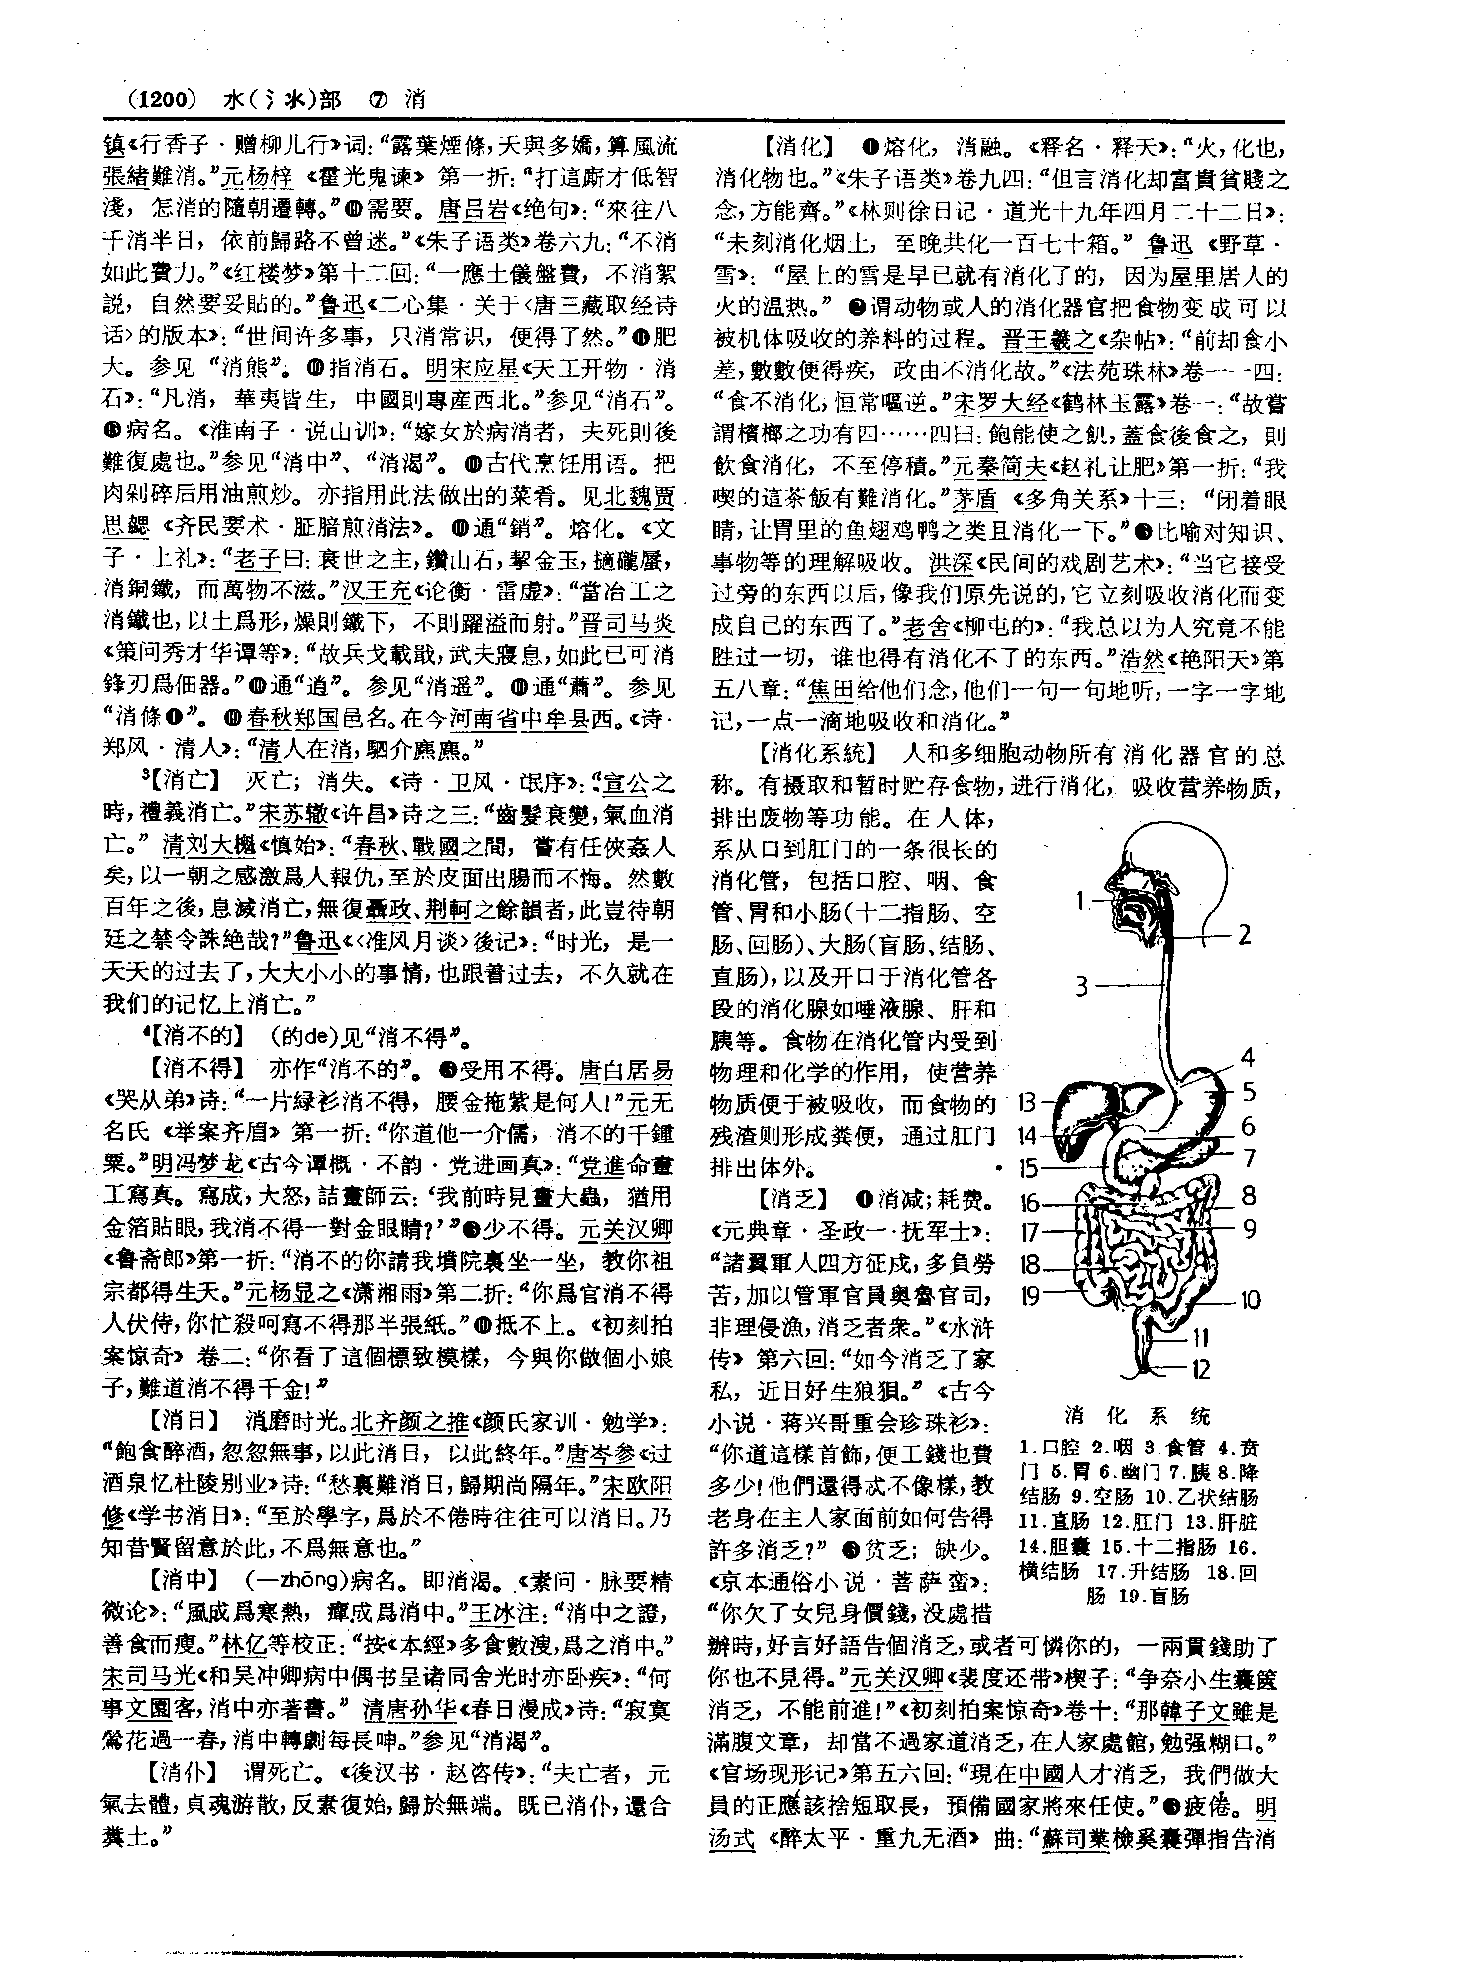 (1200) 水(氵氺)部 ⑦ 消
镇《行香子·赠柳儿行》词：“露葉煙條，天與多嬌，算風流
張緒難消。”元杨梓《霍光鬼谏》第一折：“打這廝才低智
淺，怎消的隨朝遷轉。”⓫需要。唐吕岩《绝句》：“來往八
千消半日，依前歸路不曾迷。”《朱子语类》卷六九：“不消
如此費力。”《红楼梦》第十二回：“一應土儀盤費，不消絮
説，自然要妥貼的。”鲁迅《二心集·关于〈唐三藏取经诗
话〉的版本》：“世间许多事，只消常识，便得了然。”肥
大。参见“消熊”。指消石。明宋应星《天工开物·消
石》：“凡消，華夷皆生，中國則專産西北。”参见“消石”。
病名。《淮南子·说山训》：“嫁女於病消者，夫死則後
難復處也。”参见“消中”、“消渴”。古代烹饪用语。把
肉剁碎后用油煎炒。亦指用此法做出的菜肴。见北魏贾
思勰《齐民要术·脏腤煎消法》。通“銷”。熔化。《文
子·上礼》：“老子曰：衰世之主，鑽山石，挈金玉，擿礲蜃，
消銅鐵，而萬物不滋。”汉王充《论衡·雷虚》：“當冶工之
消鐵也，以土爲形，燥則鐵下，不則躍溢而射。”晋司马炎
《策问秀才华谭等》：“故兵戈載戢，武夫寢息，如此已可消
鋒刃爲佃器。”通“逍”。参见“消遥”。通“蕭”。参见
“消條❶”。春秋郑国邑名。在今河南省中牟县西。《诗·
郑风·清人》：“清人在消，駟介麃麃。”
³【消亡】 灭亡；消失。《诗·卫风·氓序》：“宣公之
時，禮義消亡。”宋苏辙《许昌》诗之三：“齒髮衰變，氣血消
亡。”清刘大櫆《慎始》：“春秋、戰國之間，嘗有任俠姦人
矣，以一朝之感激爲人報仇，至於皮面出腸而不悔。然數
百年之後，息滅消亡，無復聶政、荆軻之餘韻者，此豈待朝
廷之禁令誅絶哉？”鲁迅《〈准风月谈〉後记》：“时光，是一
天天的过去了，大大小小的事情，也跟着过去，不久就在
我们的记忆上消亡。”
⁴【消不的】 (的de)见“消不得”。
【消不得】 亦作“消不的”。❶受用不得。唐白居易
《哭从弟》诗：“一片緑衫消不得，腰金拖紫是何人！”元无
名氏《举案齐眉》第一折：“你道他一介儒，消不的千鍾
粟。”明冯梦龙《古今谭概·不韵·党进画真》：“党進命畫
工寫真。寫成，大怒，詰畫師云：‘我前時見畫大蟲，猶用
金箔貼眼，我消不得一對金眼睛？’”❷少不得。元关汉卿
《鲁斋郎》第一折：“消不的你請我墳院裏坐一坐，教你祖
宗都得生天。”元杨显之《潇湘雨》第二折：“你爲官消不得
人伏侍，你忙殺呵寫不得那半張紙。”❸抵不上。《初刻拍
案惊奇》卷二：“你看了這個標致模樣，今與你做個小娘
子，難道消不得千金！”
【消日】 消磨时光。北齐颜之推《颜氏家训·勉学》：
“飽食醉酒，忽忽無事，以此消日，以此終年。”唐岑参《过
酒泉忆杜陵别业》诗：“愁裏難消日，歸期尚隔年。”宋欧阳
修《学书消日》：“至於學字，爲於不倦時往往可以消日。乃
知昔賢留意於此，不爲無意也。”
【消中】 (—zhōng)病名。即消渴。《素问·脉要精
微论》：“風成爲寒熱，癉成爲消中。”王冰注：“消中之證，
善食而瘦。”林亿等校正：“按《本經》多食數溲，爲之消中。”
宋司马光《和吴冲卿病中偶书呈诸同舍光时亦卧疾》：“何
事文園客，消中亦著書。”清唐孙华《春日漫成》诗：“寂寞
鶯花過一春，消中轉劇每長呻。”参见“消渴”。
【消仆】 谓死亡。《後汉书·赵咨传》：“夫亡者，元
氣去體，貞魂游散，反素復始，歸於無端。既已消仆，還合
糞土。”
【消化】 ❶熔化，消融。《释名·释天》：“火，化也，
消化物也。”《朱子语类》卷九四：“但言消化却富貴貧賤之
念，方能齊。”《林则徐日记·道光十九年四月二十二日》：
“未刻消化烟土，至晚共化一百七十箱。”鲁迅《野草·
雪》：“屋上的雪是早已就有消化了的，因为屋里居人的
火的温热。”❷谓动物或人的消化器官把食物变成可以
被机体吸收的养料的过程。晋王羲之《杂帖》：“前却食小
差，數數便得疾，政由不消化故。”《法苑珠林》卷一一四：
“食不消化，恒常嘔逆。”宋罗大经《鹤林玉露》卷一：“故嘗
謂檳榔之功有四……四曰：飽能使之飢，蓋食後食之，則
飲食消化，不至停積。”元秦简夫《赵礼让肥》第一折：“我
喫的這茶飯有難消化。”茅盾《多角关系》十三：“闭着眼
睛，让胃里的鱼翅鸡鸭之类且消化一下。”❸比喻对知识、
事物等的理解吸收。洪深《民间的戏剧艺术》：“当它接受
过旁的东西以后，像我们原先说的，它立刻吸收消化而变
成自己的东西了。”老舍《柳屯的》：“我总以为人究竟不能
胜过一切，谁也得有消化不了的东西。”浩然《艳阳天》第
五八章：“焦田给他们念，他们一句一句地听，一字一字地
记，一点一滴地吸收和消化。”
【消化系統】 人和多细胞动物所有消化器官的总
称。有摄取和暂时贮存食物，进行消化，吸收营养物质，
排出废物等功能。在人体，
系从口到肛门的一条很长的
消化管，包括口腔、咽、食
管、胃和小肠(十二指肠、空
肠、回肠)、大肠(盲肠、结肠、
直肠)，以及开口于消化管各
段的消化腺如唾液腺、肝和
胰等。食物在消化管内受到
物理和化学的作用，使营养
物质便于被吸收，而食物的
残渣则形成粪便，通过肛门
排出体外。
【消乏】 ❶消减；耗费。
《元典章·圣政一·抚军士》：
“諸翼軍人四方征戍，多負勞
苦，加以管軍官員奥魯官司，
非理侵漁，消乏者衆。”《水浒
传》第六回：“如今消乏了家
私，近日好生狼狽。”《古今
小说·蒋兴哥重会珍珠衫》：
“你道這樣首飾，便工錢也費
多少！他們還得忒不像樣，教
老身在主人家面前如何告得
許多消乏？”❷贫乏；缺少。
《京本通俗小说·菩萨蛮》：
“你欠了女兒身價錢，没處措
辦時，好言好語告個消乏，或者可憐你的，一兩貫錢助了
你也不見得。”元关汉卿《裴度还带》楔子：“争奈小生囊篋
消乏，不能前進！”《初刻拍案惊奇》卷十：“那韓子文雖是
滿腹文章，却當不過家道消乏，在人家處館，勉强糊口。”
《官场现形记》第五六回：“現在中國人才消乏，我們做大
員的正應該捨短取長，預備國家將來任使。”❸疲倦。明
汤式《醉太平·重九无酒》曲：“蘇司業檢奚囊彈指告消
1
2
3
4
5
6
7
8
9
10
11
12
13
14
15
16
17
18
19
消化系统
1.口腔 2.咽 3.食管 4.贲
门 5.胃 6.幽门 7.胰 8.降
结肠 9.空肠 10.乙状结肠
11.直肠 12.肛门 13.肝脏
14.胆囊 15.十二指肠 16.
横结肠 17.升结肠 18.回
肠 19.盲肠